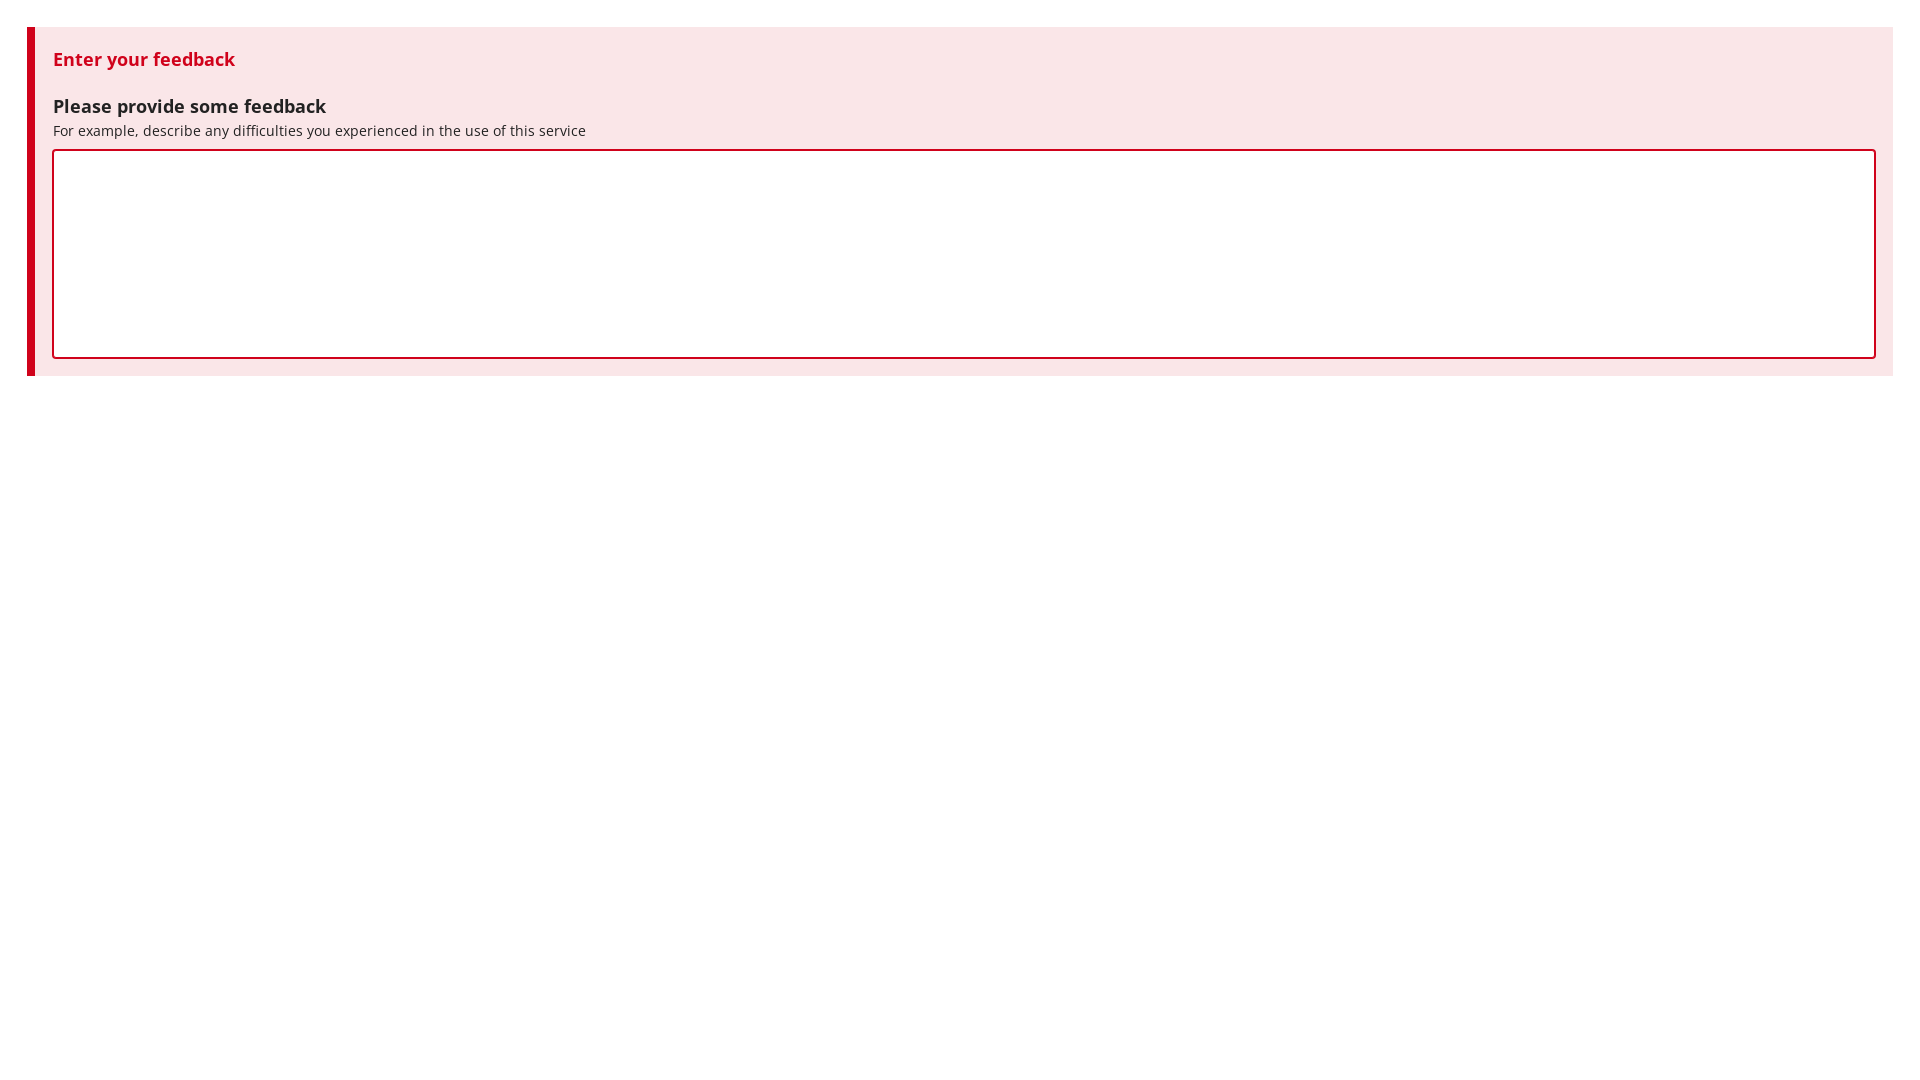 Enter your feedback
Please provide some feedback
For example, describe any difficulties you experienced in the use of this service